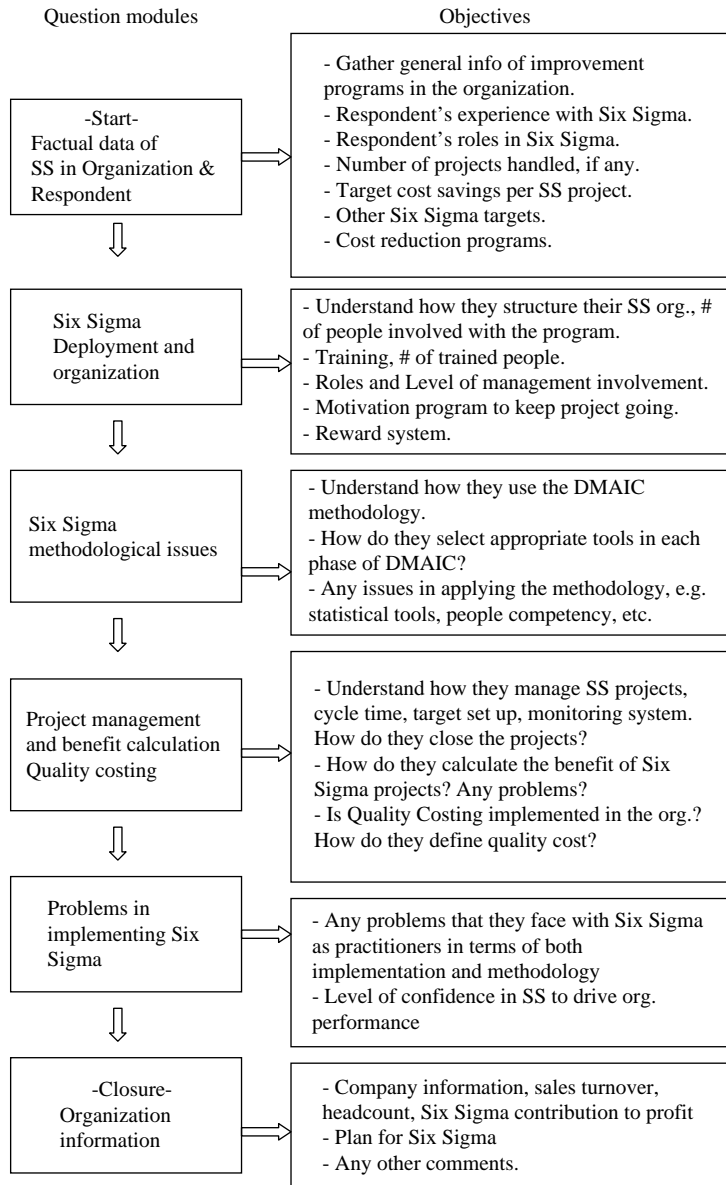 Question modules
Objectives
-Start-
Factual data of
SS in Organization &
Respondent
- Gather general info of improvement
programs in the organization.
- Respondent’s experience with Six Sigma.
- Respondent’s roles in Six Sigma.
- Number of projects handled, if any.
- Target cost savings per SS project.
- Other Six Sigma targets.
- Cost reduction programs.
Six Sigma
Deployment and
organization
- Understand how they structure their SS org., #
of people involved with the program.
- Training, # of trained people.
- Roles and Level of management involvement.
- Motivation program to keep project going.
- Reward system.
Six Sigma
methodological issues
- Understand how they use the DMAIC
methodology.
- How do they select appropriate tools in each
phase of DMAIC?
- Any issues in applying the methodology, e.g.
statistical tools, people competency, etc.
Project management
and benefit calculation
Quality costing
- Understand how they manage SS projects,
cycle time, target set up, monitoring system.
How do they close the projects?
- How do they calculate the benefit of Six
Sigma projects? Any problems?
- Is Quality Costing implemented in the org.?
How do they define quality cost?
Problems in
implementing Six
Sigma
- Any problems that they face with Six Sigma
as practitioners in terms of both
implementation and methodology
- Level of confidence in SS to drive org.
performance
-Closure-
Organization
information
- Company information, sales turnover,
headcount, Six Sigma contribution to profit
- Plan for Six Sigma
- Any other comments.